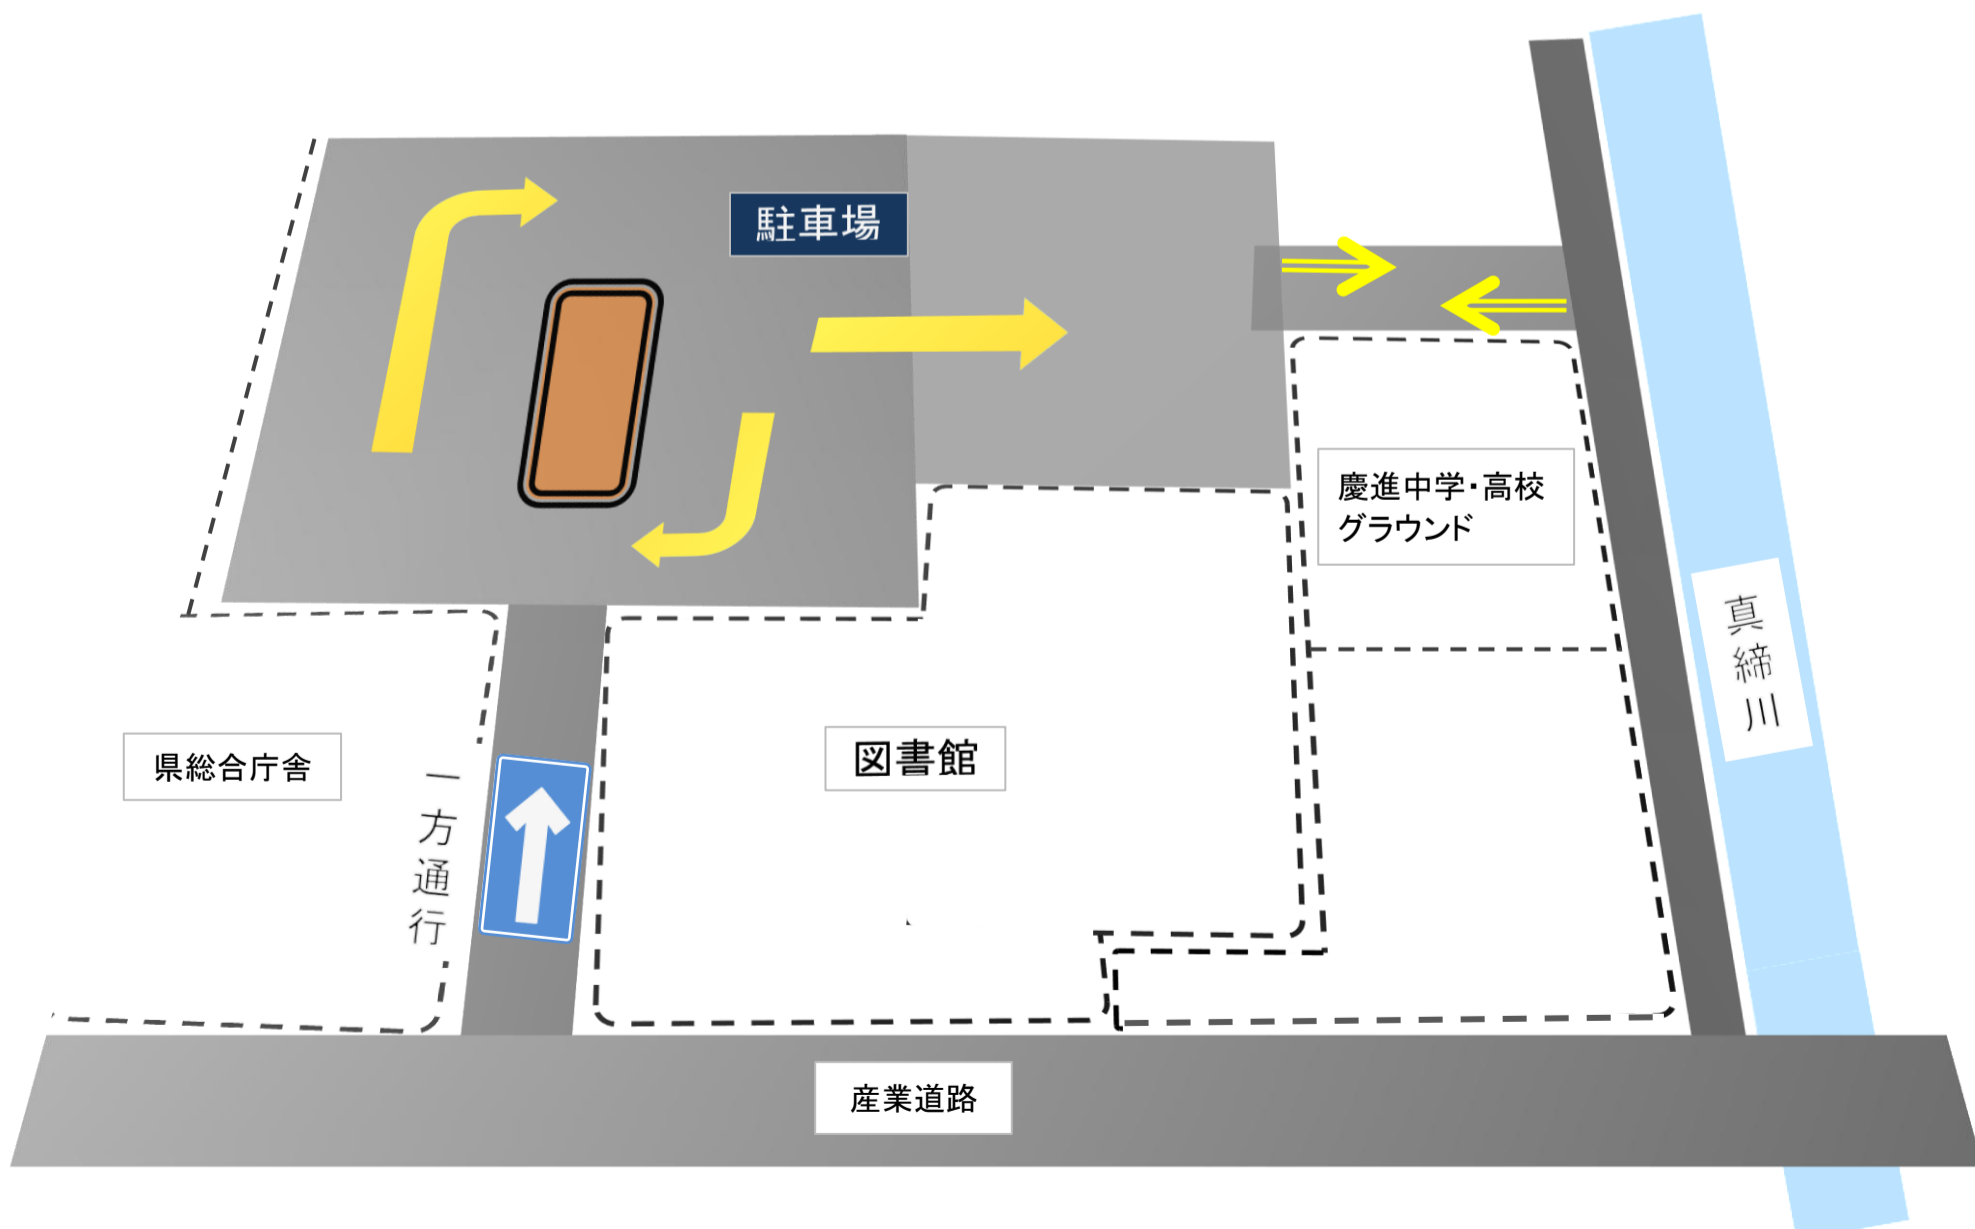 駐車場
慶進中学・高校
グラウンド
真締川
県総合庁舎
一方通行
図書館
産業道路